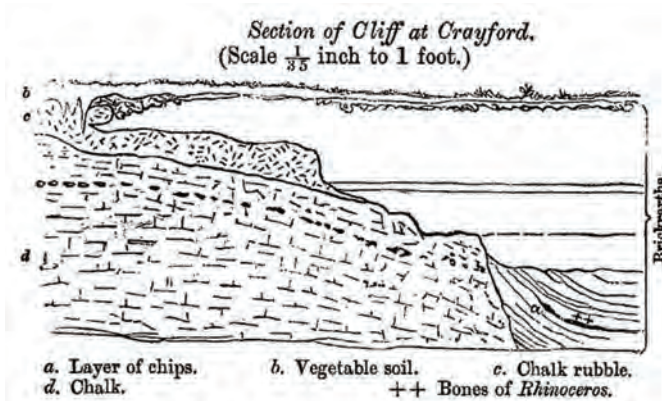 Section of Cliff at Crayford.
(Scale 1/35 inch to 1 foot.)
b
c
d
a
++
Brickearths.
a. Layer of chips. b. Vegetable soil. c. Chalk rubble.
d. Chalk. ++ Bones of Rhinoceros.